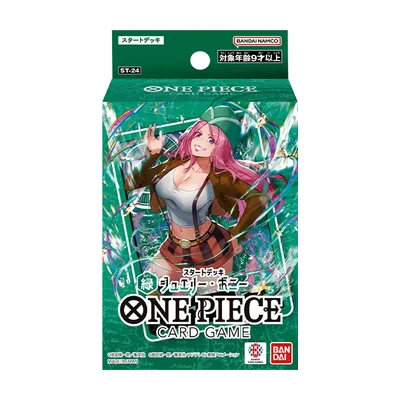 スタートデッキ
BANDAI NAMCO
対象年齢9才以上
ST-24
スタートデッキ
緑 ジュエリー・ボニー
ONE PIECE
CARD GAME
BANDAI